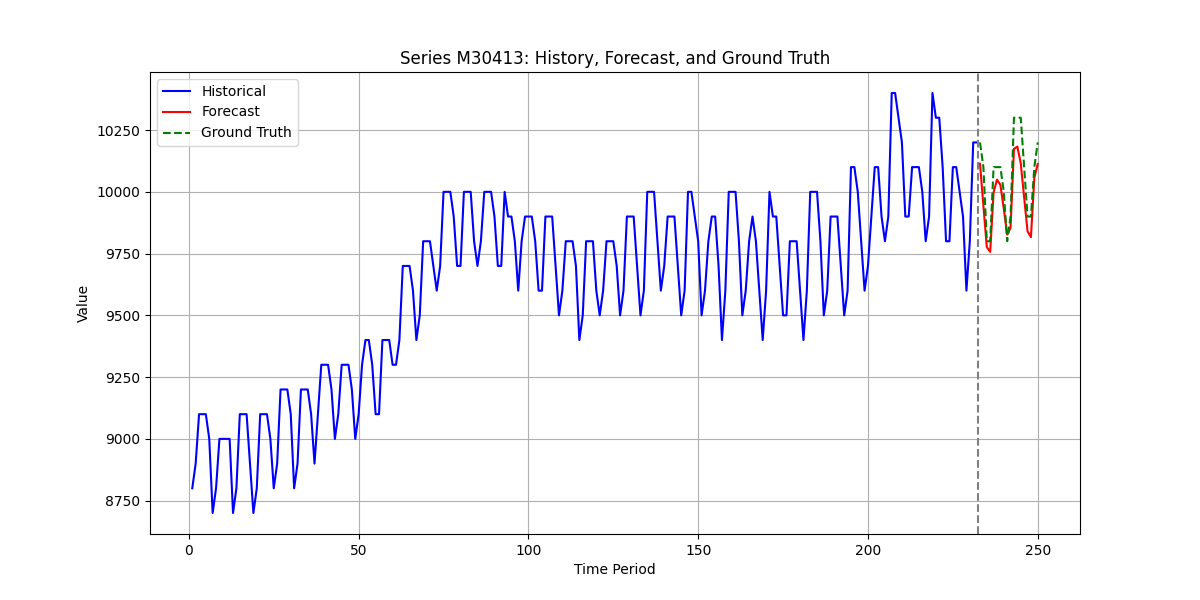 Series M30413: History, Forecast, and Ground Truth
Historical
Forecast
Ground Truth
10250
10000
9750
9500
9250
9000
8750
Value
0 50 100 150 200 250
Time Period